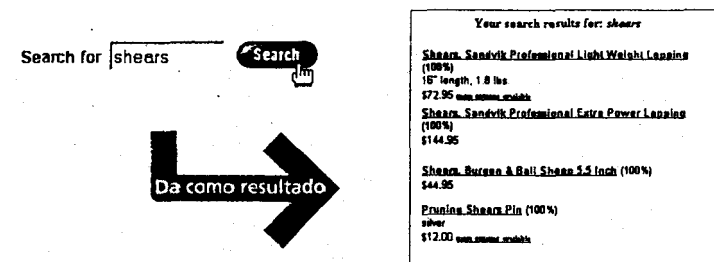 Search for shears Search
Da como resultado
Your search results for: shears
Shears, Sandvik Professional Light Weight Lopping
(100%)
16" length, 1.8 lbs.
$72.95
Shears, Sandvik Professional Extra Power Lopping
(100%)
$144.95
Shears, Burgon & Ball Sheep 5.5 Inch (100%)
$44.95
Pruning Shears Pin (100%)
silver
$12.00